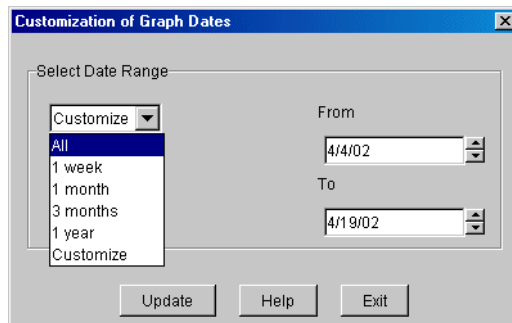 Customization of Graph Dates
Select Date Range
Customize
All
1 week
1 month
3 months
1 year
Customize
From
4/4/02
To
4/19/02
Update Help Exit